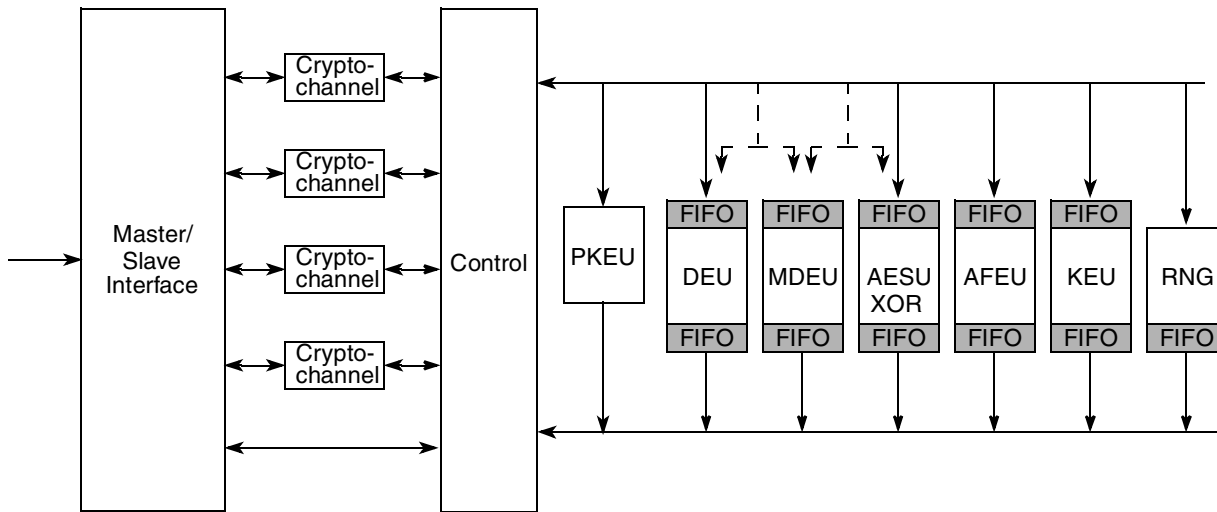 Crypto-
channel
Crypto-
channel
Crypto-
channel
Crypto-
channel
Master/
Slave
Interface
Control
PKEU
FIFO
DEU
FIFO
FIFO
MDEU
FIFO
FIFO
AESU
XOR
FIFO
FIFO
AFEU
FIFO
FIFO
KEU
FIFO
RNG
FIFO